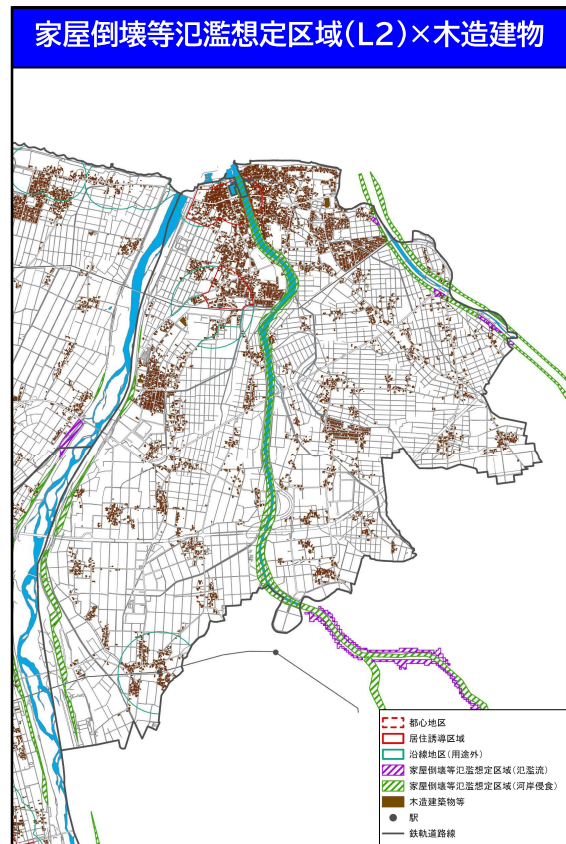 家屋倒壊等氾濫想定区域(L2)×木造建物
都心地区
居住誘導区域
沿線地区(用途外)
家屋倒壊等氾濫想定区域(氾濫流)
家屋倒壊等氾濫想定区域(河岸侵食)
木造建築物等
駅
鉄軌道路線